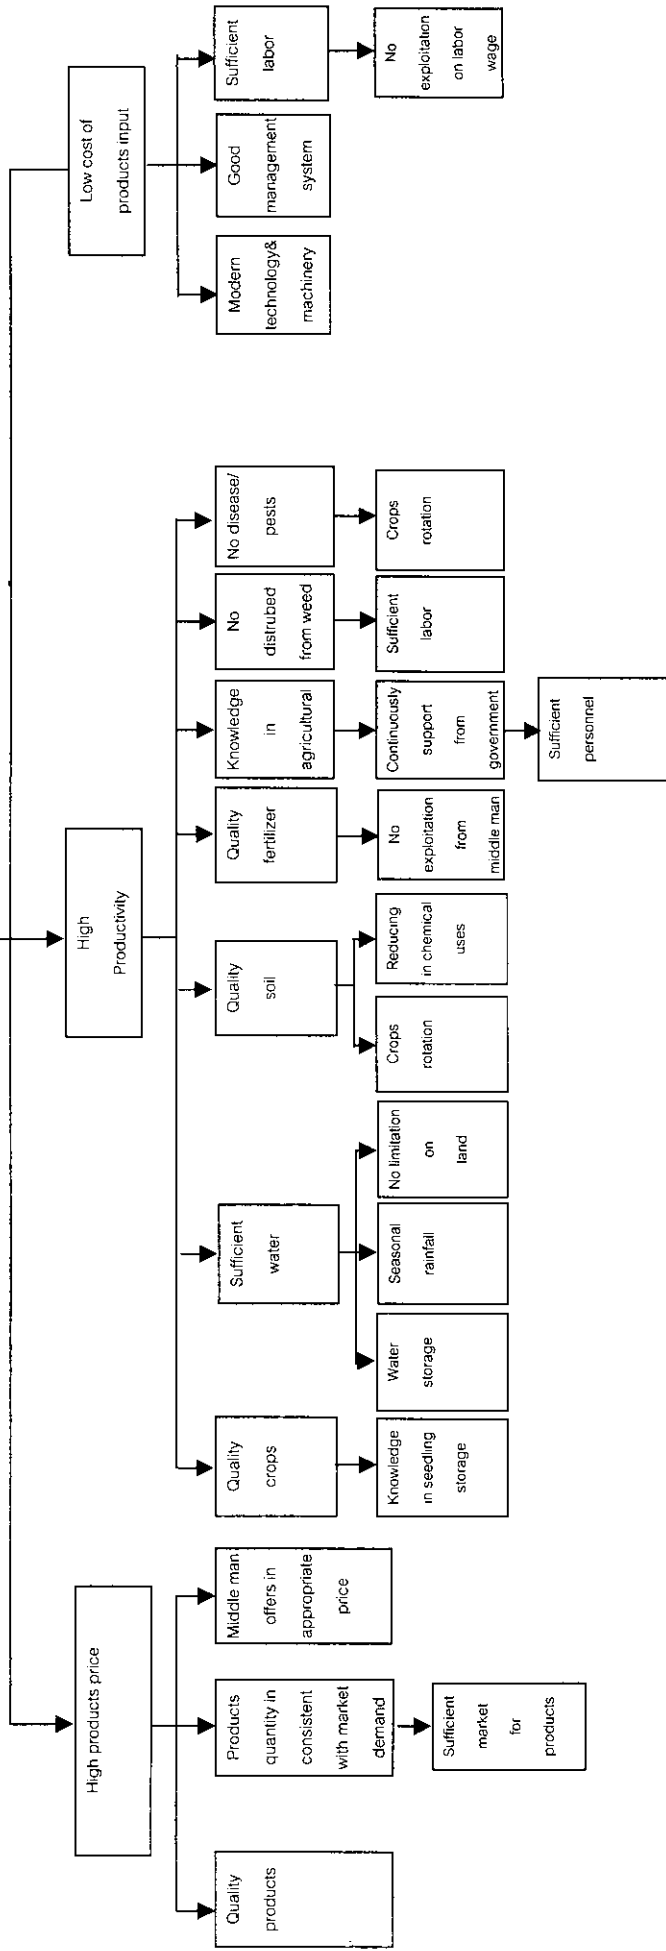 High products price
High
Productivity
Low cost of
products input
Quality
products
Products
quantity in
consistent
with market
demand
Middle man
offers in
appropriate
price
Quality
crops
Sufficient
water
Quality
soil
Quality
fertilizer
Knowledge
in
agricultural
No
distrubed
from weed
No disease/
pests
Modern
technology&
machinery
Good
management
system
Sufficient
labor
Sufficient
market
for
products
Knowledge
in seedling
storage
Water
storage
Seasonal
rainfall
No limitation
on
land
Crops
rotation
Reducing
in chemical
uses
No
exploitation
from
middle man
Continuously
support
from
government
Sufficient
labor
Crops
rotation
No
exploitation
on labor
wage
Sufficient
personnel